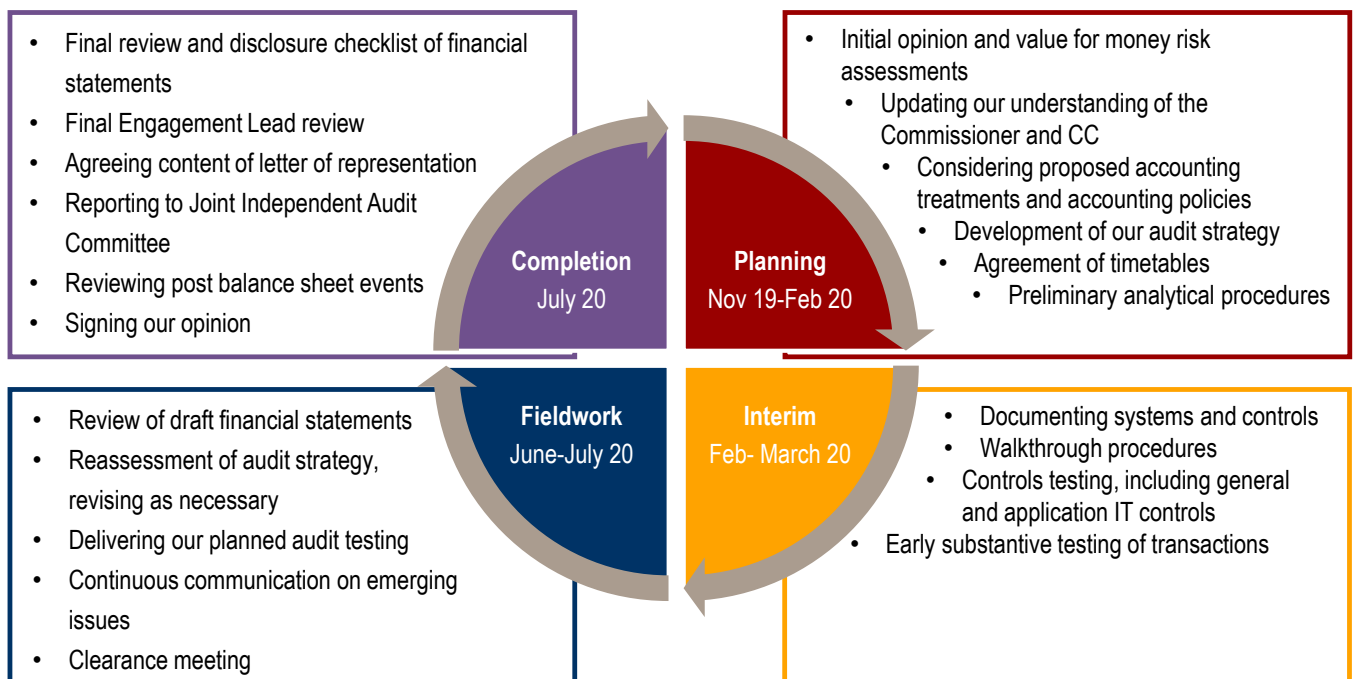 • Final review and disclosure checklist of financial
statements
• Final Engagement Lead review
• Agreeing content of letter of representation
• Reporting to Joint Independent Audit
Committee
• Reviewing post balance sheet events
• Signing our opinion
Completion
July 20
Planning
Nov 19-Feb 20
• Initial opinion and value for money risk
assessments
• Updating our understanding of the
Commissioner and CC
• Considering proposed accounting
treatments and accounting policies
• Development of our audit strategy
• Agreement of timetables
• Preliminary analytical procedures
• Review of draft financial statements
• Reassessment of audit strategy,
revising as necessary
• Delivering our planned audit testing
• Continuous communication on emerging
issues
• Clearance meeting
Fieldwork
June-July 20
Interim
Feb- March 20
• Documenting systems and controls
• Walkthrough procedures
• Controls testing, including general
and application IT controls
• Early substantive testing of transactions